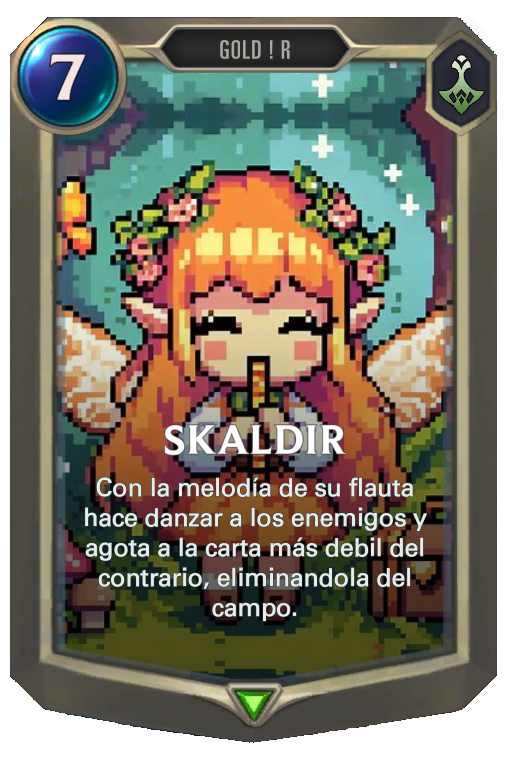 7
GOLD ! R
SKALDIR
Con la melodía de su flauta
hace danzar a los enemigos y
agota a la carta más debil del
contrario, eliminandola del
campo.